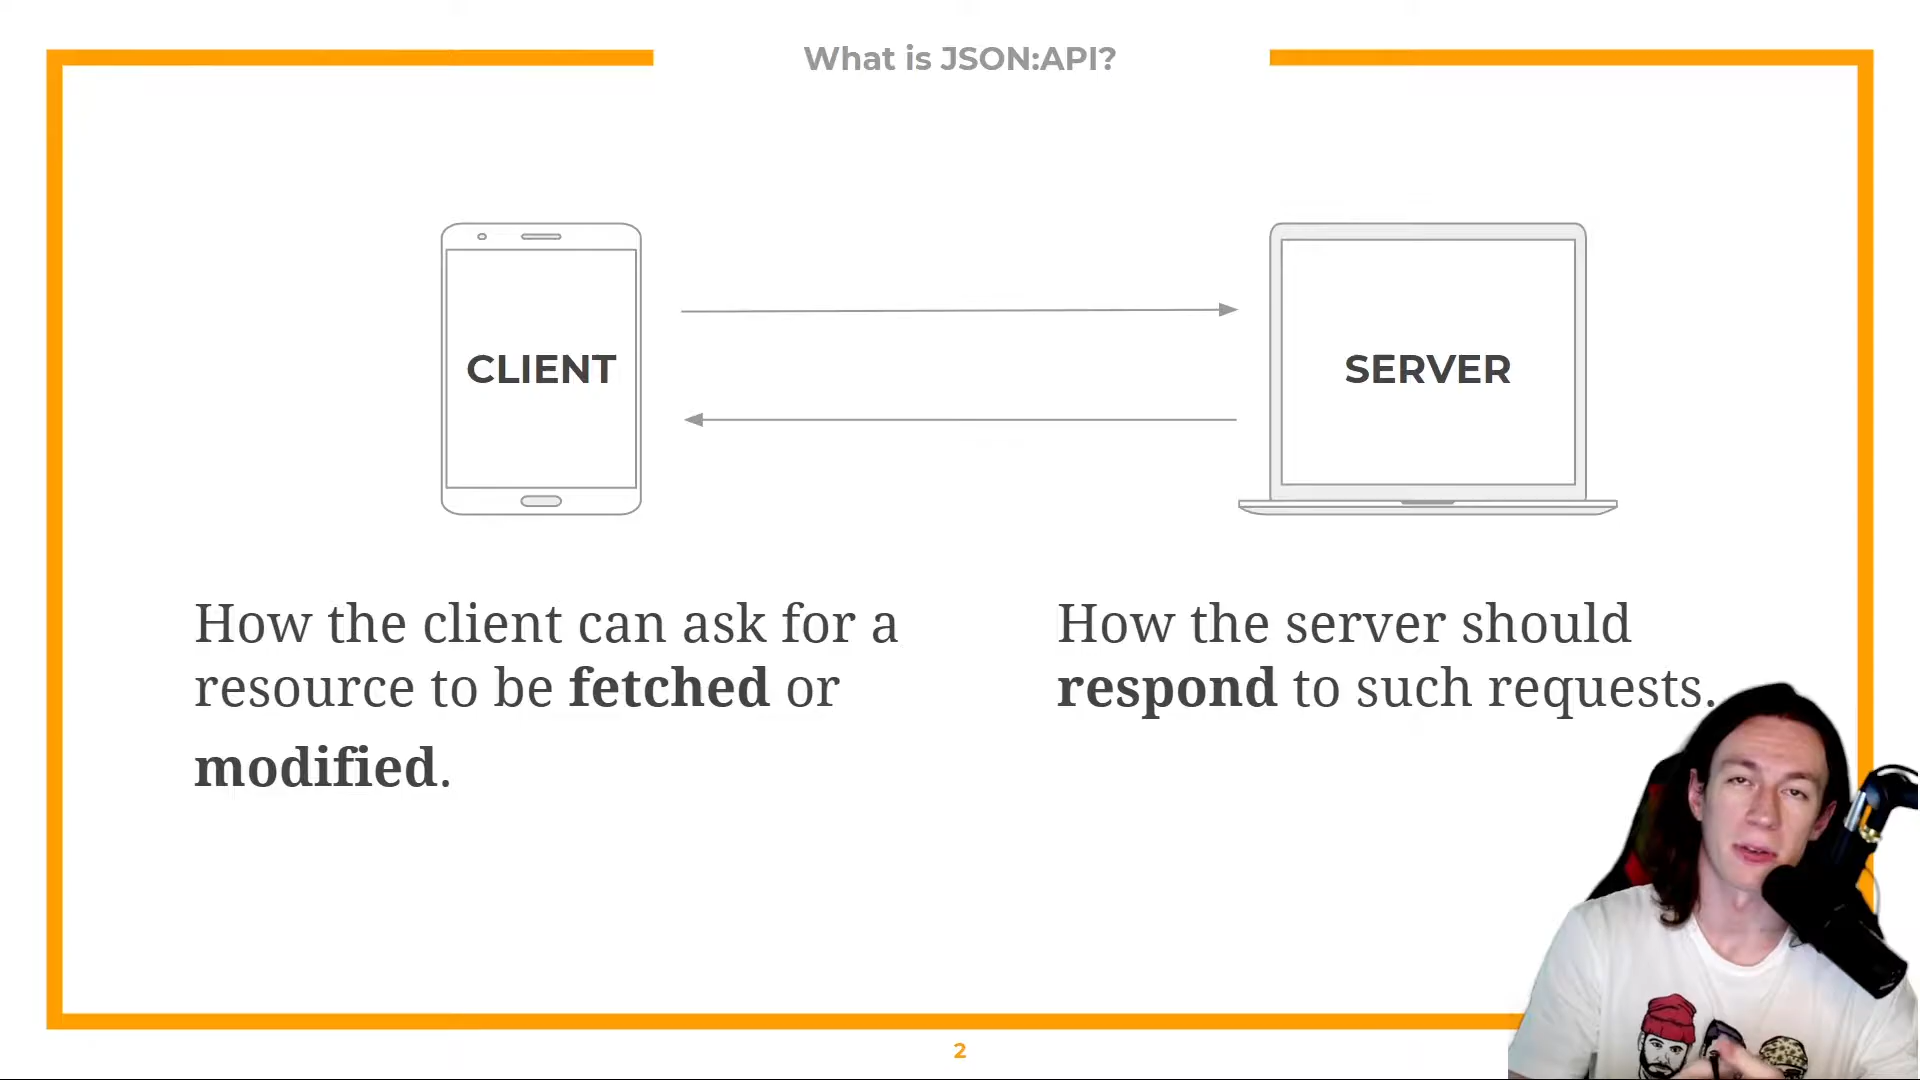 What is JSON:API?
CLIENT
SERVER
How the client can ask for a
resource to be fetched or
modified.
How the server should
respond to such requests.
2